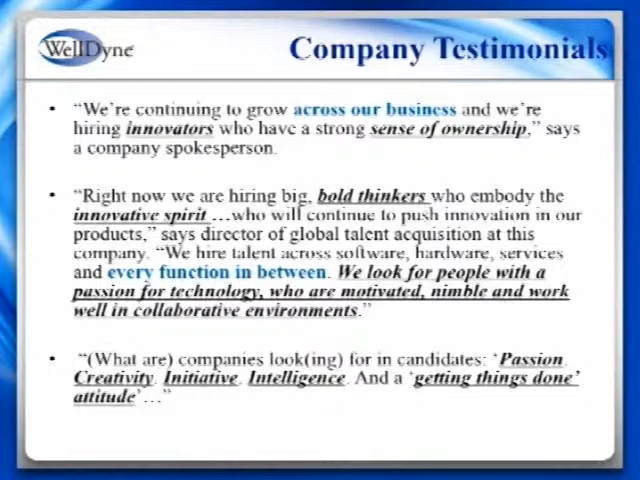 WellDyne
Company Testimonials
• “We’re continuing to grow across our business and we’re
hiring innovators who have a strong sense of ownership,” says
a company spokesperson.
• “Right now we are hiring big, bold thinkers who embody the
innovative spirit …who will continue to push innovation in our
products,” says director of global talent acquisition at this
company. “We hire talent across software, hardware, services
and every function in between. We look for people with a
passion for technology, who are motivated, nimble and work
well in collaborative environments.”
• “(What are) companies look(ing) for in candidates: ‘Passion.
Creativity. Initiative. Intelligence. And a ‘getting things done’
attitude’…”